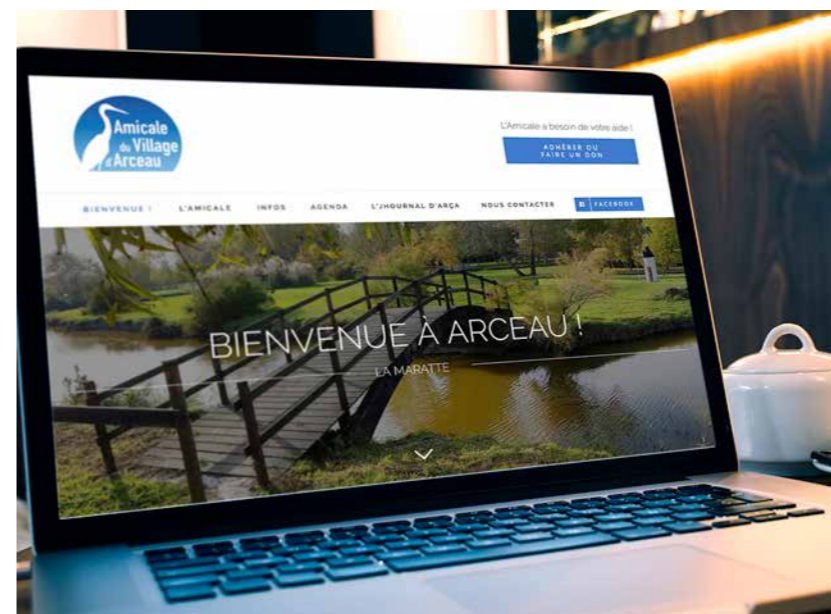 Amicale
du Village
d'Arceau
L'Amicale a besoin de votre aide !
ADHÉRER OU
FAIRE UN DON
BIENVENUE !
L'AMICALE
INFOS
AGENDA
L'JHOURNAL D'ARÇA
NOUS CONTACTER
FACEBOOK
BIENVENUE À ARCEAU !
LA MARATTE